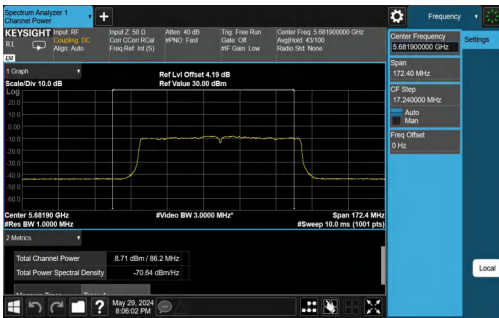 Spectrum Analyzer 1
Channel Power
+
Frequency
KEYSIGHT
RL
Input: RF
Coupling: DC
Align: Auto
Input Z: 50 Ω
Corr CCorr RCal
Freq Ref: Int (S)
Atten: 40 dB
#PNO: Fast
Trig: Free Run
Gate: Off
#IF Gain: Low
Center Freq: 5.681900000 GHz
Avg|Hold: 43/100
Radio Std: None
Center Frequency
5.681900000 GHz
Settings
Span
172.40 MHz
CF Step
17.240000 MHz
Auto
Man
Freq Offset
0 Hz
Local
1 Graph
Scale/Div 10.0 dB
Ref Lvl Offset 4.19 dB
Ref Value 30.00 dBm
Log
20.0
10.0
0.00
-10.0
-20.0
-30.0
-40.0
-50.0
-60.0
Center 5.68190 GHz
#Res BW 1.0000 MHz
#Video BW 3.0000 MHz*
Span 172.4 MHz
#Sweep 10.0 ms (1001 pts)
2 Metrics
Total Channel Power 8.71 dBm / 86.2 MHz
Total Power Spectral Density -70.64 dBm/Hz
?
May 29, 2024
8:06:02 PM